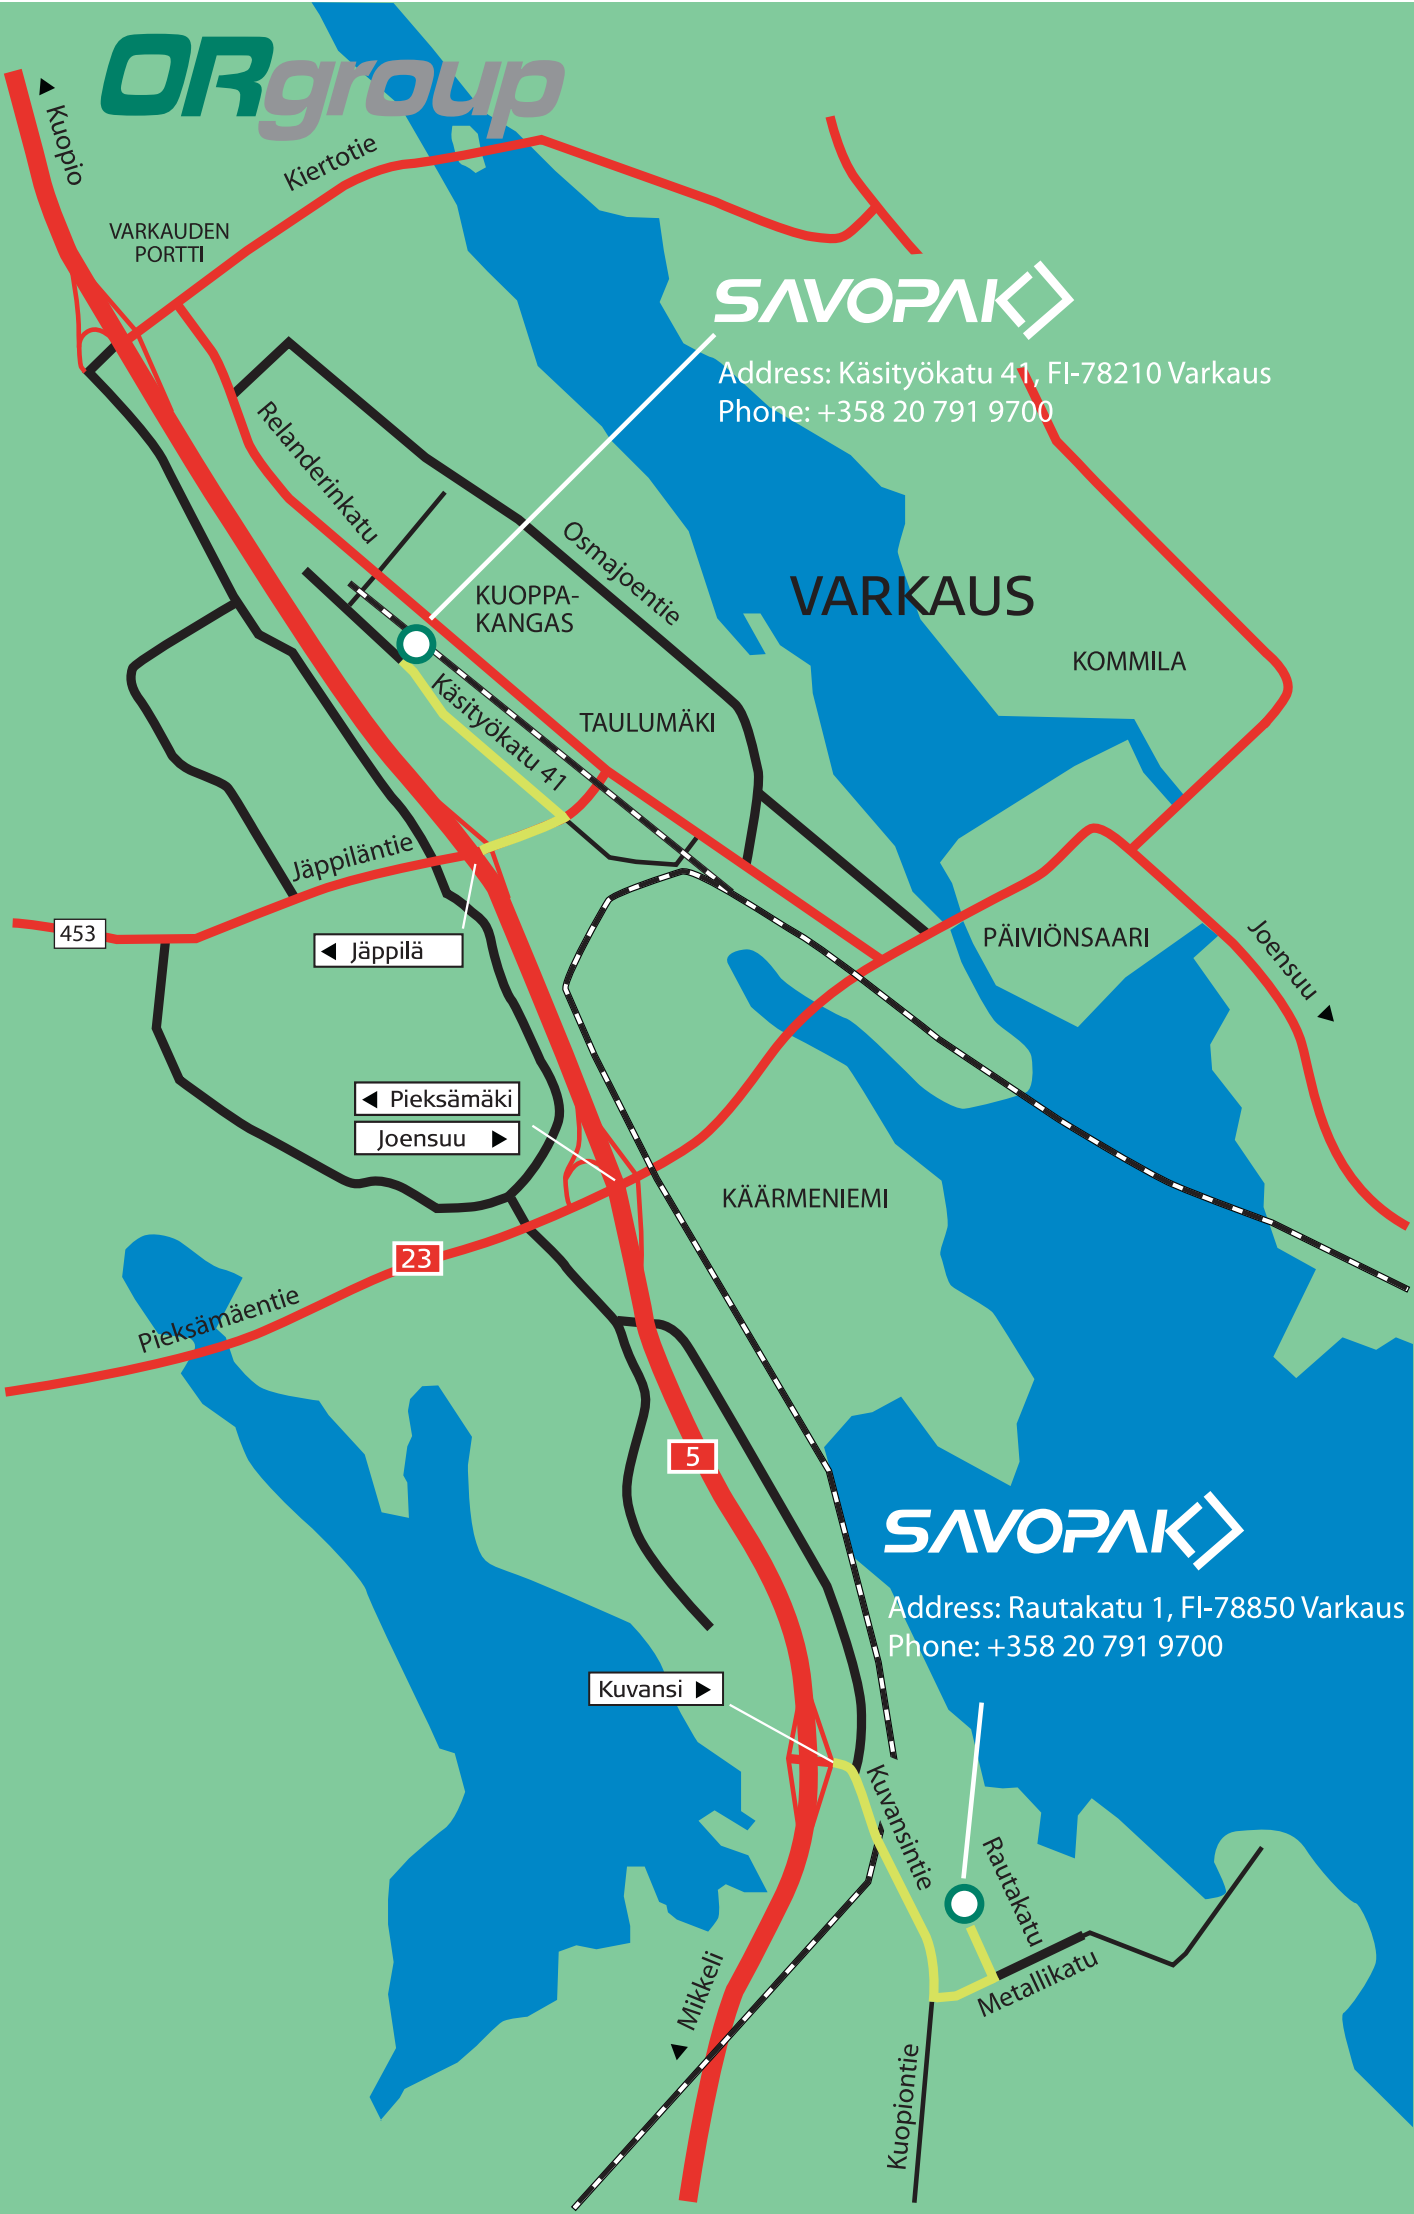 ORgroup
Kuopio
Kiertotie
VARKAUDEN
PORTTI
SAVOPAK
Address: Käsityökatu 41, FI-78210 Varkaus
Phone: +358 20 791 9700
Relanderinkatu
Osmajoentie
KUOPPA-
KANGAS
VARKAUS
KOMMILA
Käsityökatu 41
TAULUMÄKI
Jäppiläntie
453
Jäppilä
PÄIVIÖNSAARI
Joensuu
Pieksämäki
Joensuu
KÄÄRMENIEMI
23
Pieksämäentie
5
SAVOPAK
Address: Rautakatu 1, FI-78850 Varkaus
Phone: +358 20 791 9700
Kuvansi
Kuvansintie
Rautakatu
Metallikatu
Mikkeli
Kuopiontie